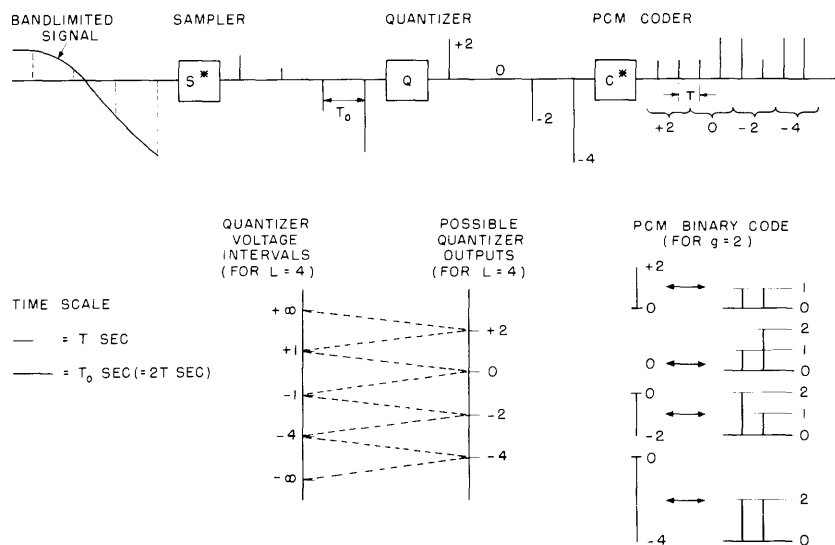 BANDLIMITED
SIGNAL
SAMPLER
QUANTIZER
PCM CODER
S*
T₀
Q
+2
0
-2
-4
C*
T
+2 0 -2 -4
QUANTIZER
VOLTAGE
INTERVALS
(FOR L = 4)
POSSIBLE
QUANTIZER
OUTPUTS
(FOR L = 4)
PCM BINARY CODE
(FOR g = 2)
TIME SCALE
= T SEC
= T₀ SEC (= 2T SEC)
+∞
+1
-1
-4
-∞
+2
0
-2
-4
+2
0
1
0
0
2
1
0
0
-2
2
1
0
0
-4
2
0